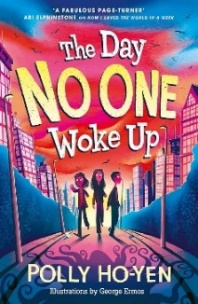 'A FABULOUS PAGE-TURNER'
ABI ELPHINSTONE ON HOW I SAVED THE WORLD IN A WEEK
The Day
NO ONE
Woke Up
POLLY HO-YEN
Illustrations by George Ermos